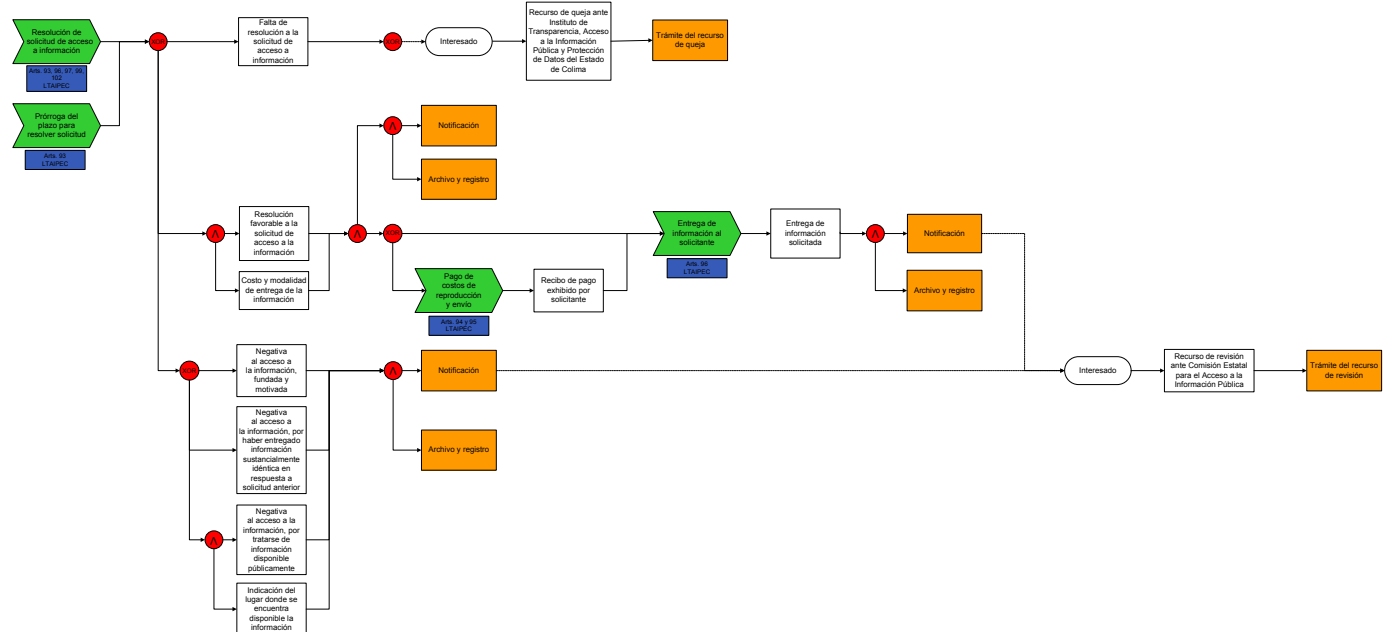 Resolución de
solicitud de acceso
a información
Arts. 93, 96, 97, 99,
102
LTAIPEC
Prórroga del
plazo para
resolver solicitud
Arts. 93
LTAIPEC
XOR
Falta de
resolución a la
solicitud de
acceso a
información
XOR
Interesado
Recurso de queja ante
Instituto de
Transparencia, Acceso
a la Información
Pública y Protección
de Datos del Estado
de Colima
Trámite del recurso
de queja
Λ
Notificación
Archivo y registro
Λ
Resolución
favorable a la
solicitud de
acceso a la
información
Costo y modalidad
de entrega de la
información
Λ
XOR
Pago de
costos de
reproducción
y envío
Arts. 94 y 95
LTAIPEC
Recibo de pago
exhibido por
solicitante
Entrega de
información al
solicitante
Arts. 96
LTAIPEC
Entrega de
información
solicitada
Λ
Notificación
Archivo y registro
XOR
Negativa
al acceso a
la información,
fundada y
motivada
Negativa
al acceso a
la información, por
haber entregado
información
sustancialmente
idéntica en
respuesta a
solicitud anterior
Λ
Negativa
al acceso a la
información, por
tratarse de
información
disponible
públicamente
Indicación del
lugar donde se
encuentra
disponible la
información
Λ
Notificación
Archivo y registro
Interesado
Recurso de revisión
ante Comisión Estatal
para el Acceso a la
Información Pública
Trámite del recurso
de revisión